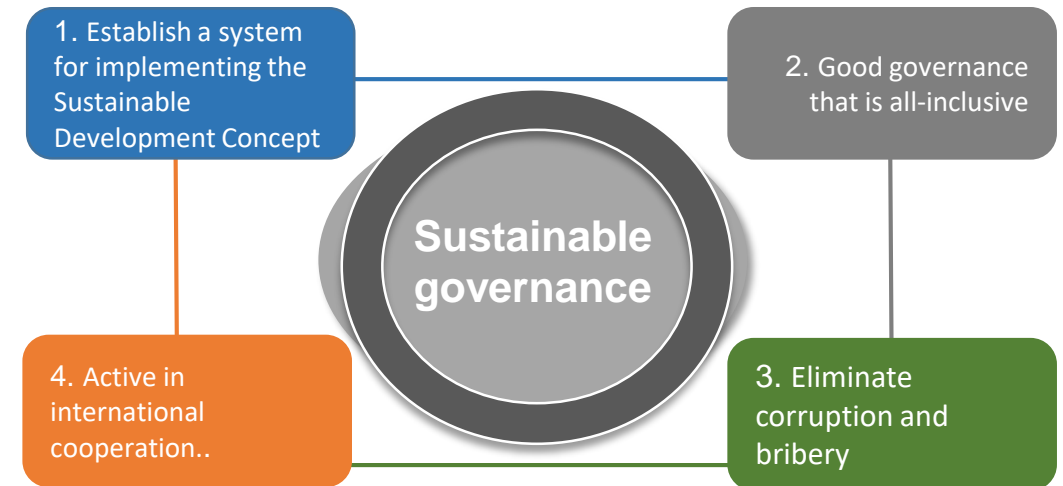 1. Establish a system
for implementing the
Sustainable
Development Concept
2. Good governance
that is all-inclusive
Sustainable
governance
4. Active in
international
cooperation..
3. Eliminate
corruption and
bribery